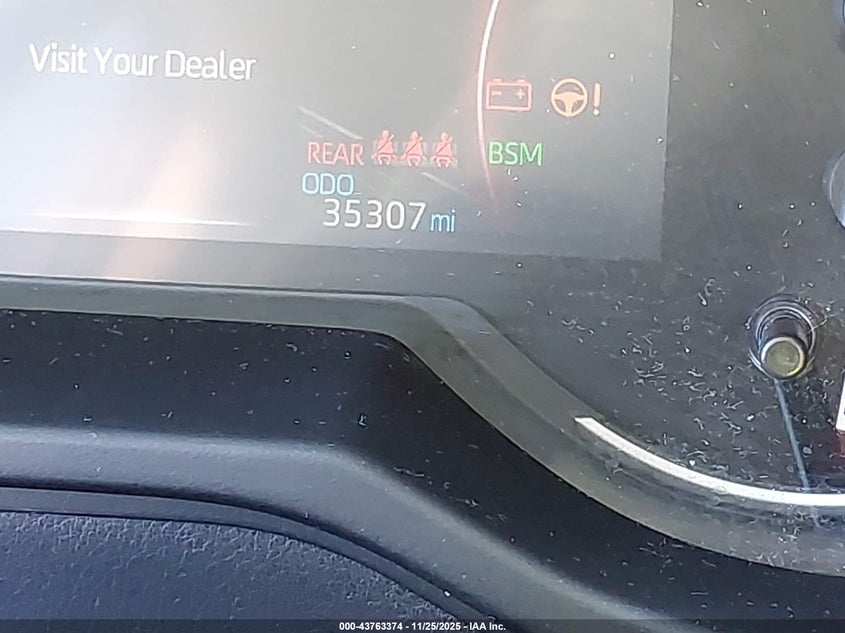 Visit Your Dealer
REAR BSM
ODO
35307 mi
000-43763374 - 11/25/2025 - IAA Inc.